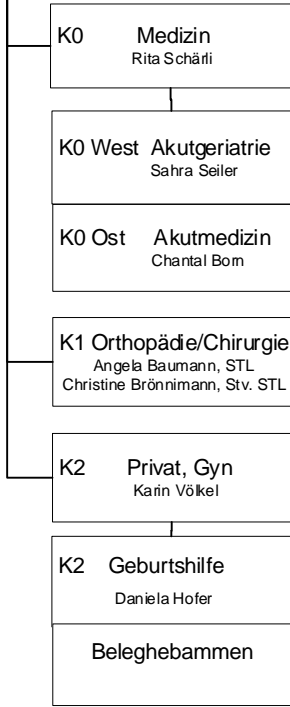 K0 Medizin
Rita Schärli
K0 West Akutgeriatrie
Sahra Seiler
K0 Ost Akutmedizin
Chantal Born
K1 Orthopädie/Chirurgie
Angela Baumann, STL
Christine Brönnimann, Stv. STL
K2 Privat, Gyn
Karin Völkel
K2 Geburtshilfe
Daniela Hofer
Beleghebammen